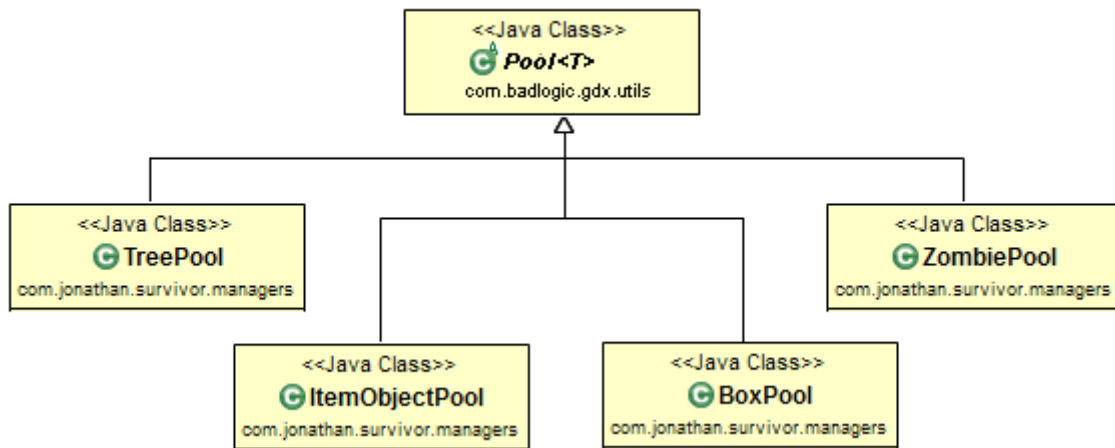 <<Java Class>>
Pool<T>
com.badlogic.gdx.utils
<<Java Class>>
TreePool
com.jonathan.survivor.managers
<<Java Class>>
ZombiePool
com.jonathan.survivor.managers
<<Java Class>>
ItemObjectPool
com.jonathan.survivor.managers
<<Java Class>>
BoxPool
com.jonathan.survivor.managers